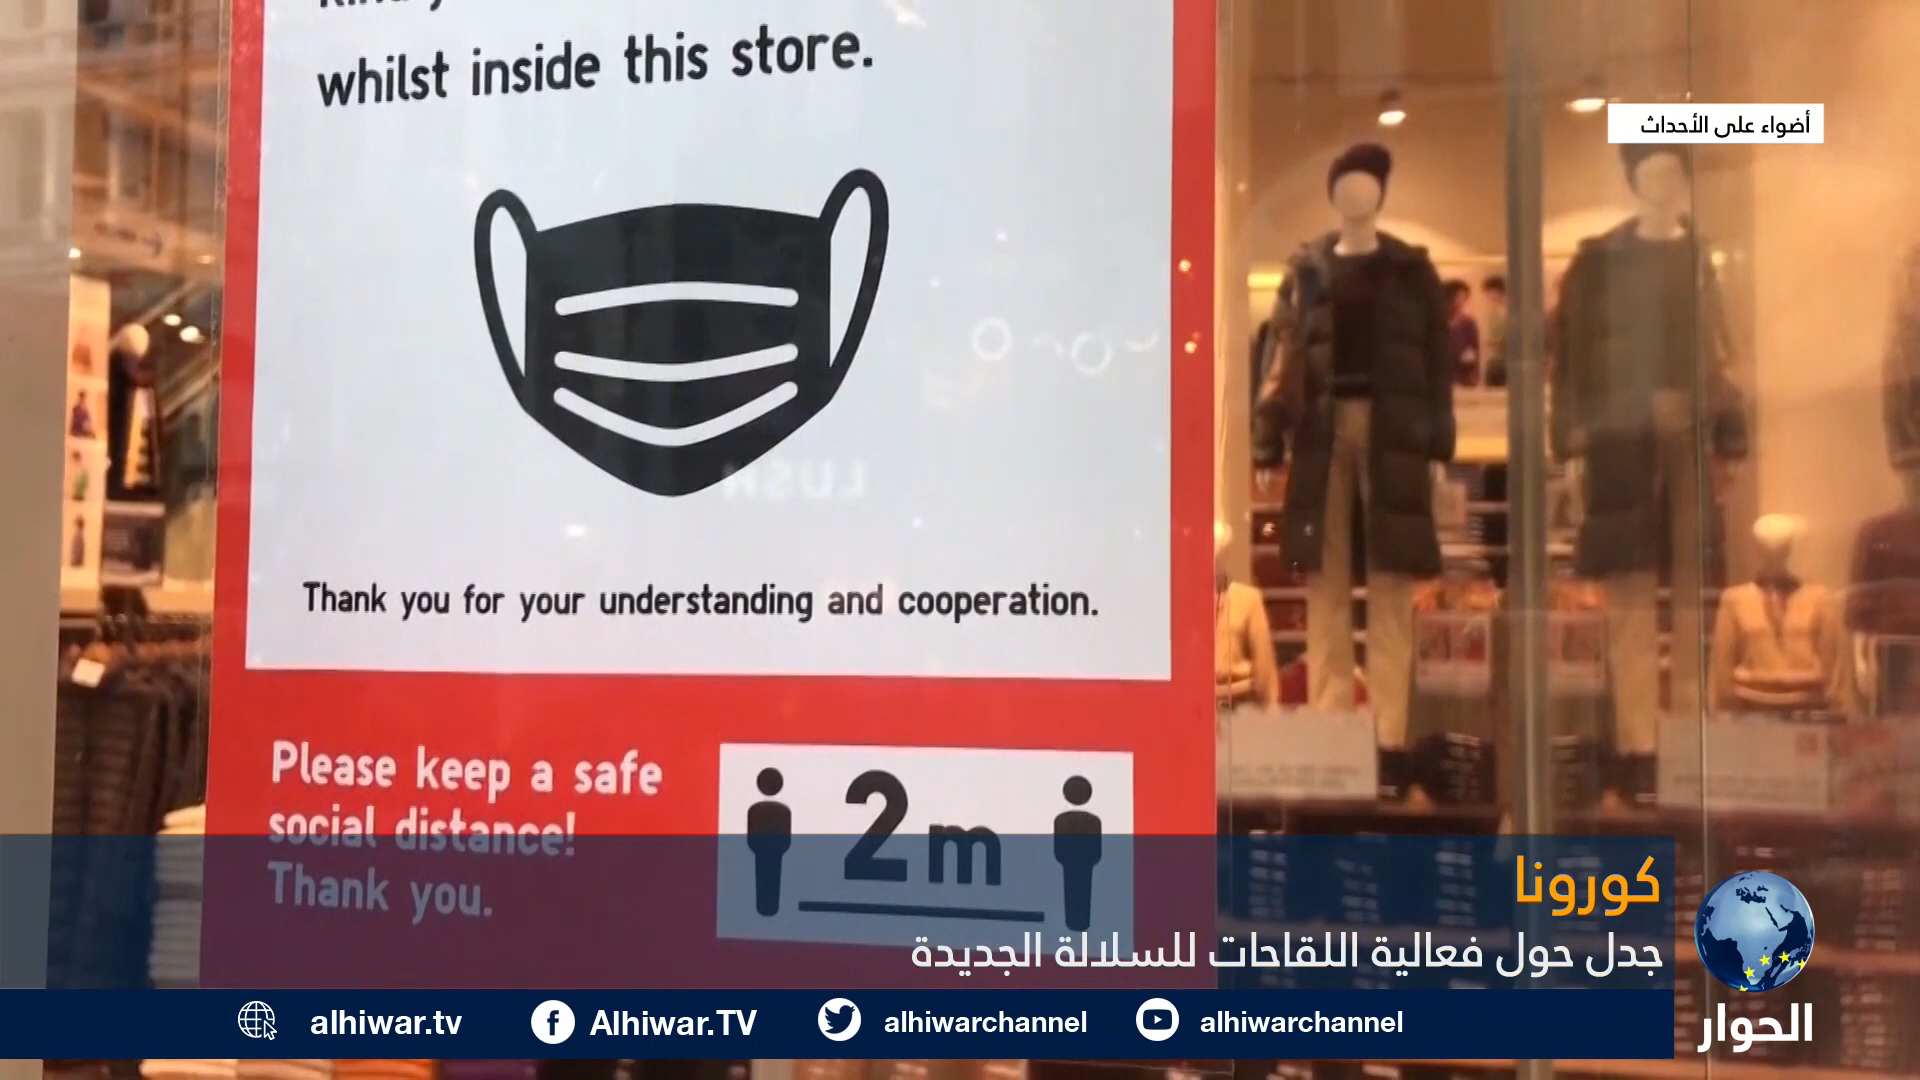 whilst inside this store.
أضواء على الأحداث
LUSH
Thank you for your understanding and cooperation.
Please keep a safe
social distance!
Thank you.
2m
كورونا
جدل حول فعالية اللقاحات للسلالة الجديدة
alhiwar.tv
Alhiwar.TV
alhiwarchannel
alhiwarchannel
الحوار